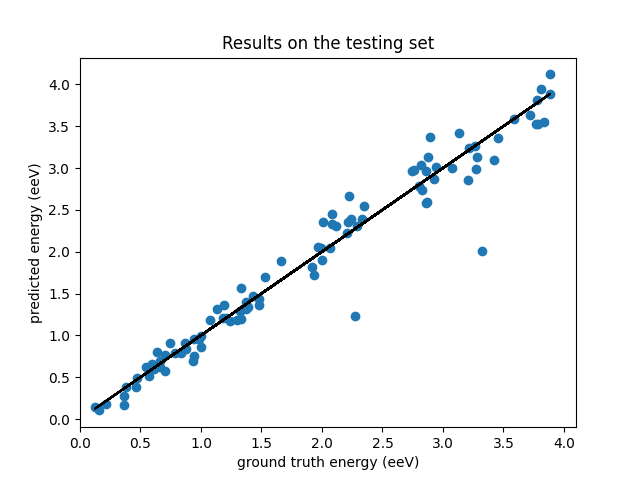 Results on the testing set
4.0
3.5
3.0
2.5
2.0
1.5
1.0
0.5
0.0
predicted energy (eeV)
0.0 0.5 1.0 1.5 2.0 2.5 3.0 3.5 4.0
ground truth energy (eeV)